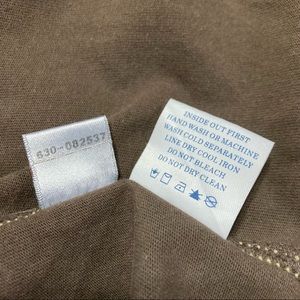 630-082537
INSIDE OUT FIRST
HAND WASH OR MACHINE
WASH COLD SEPARATELY
LINE DRY COOL IRON
DO NOT BLEACH
DO NOT DRY CLEAN